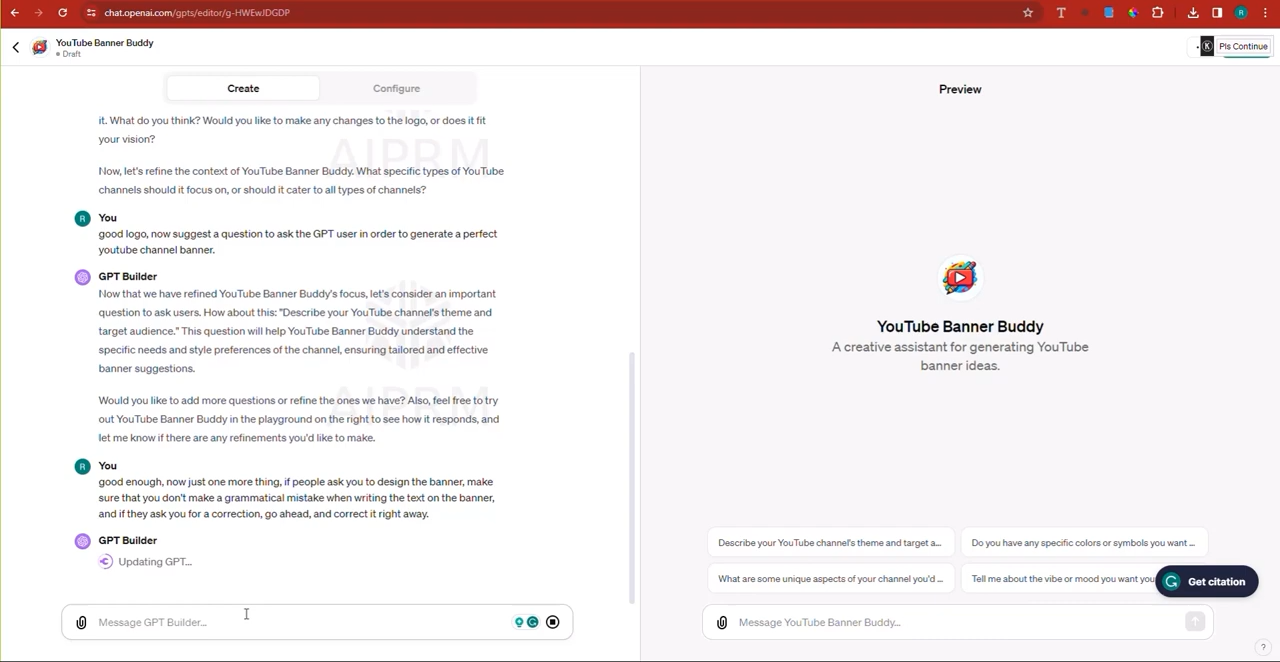 chat.openai.com/gpts/editor/g-HWEwJDGDP
T
R
YouTube Banner Buddy
Draft
K
Pls Continue
Create
Configure
Preview
it. What do you think? Would you like to make any changes to the logo, or does it fit
your vision?
AIPRM
Now, let's refine the context of YouTube Banner Buddy. What specific types of YouTube
channels should it focus on, or should it cater to all types of channels?
R
You
good logo, now suggest a question to ask the GPT user in order to generate a perfect
youtube channel banner.
GPT Builder
Now that we have refined YouTube Banner Buddy's focus, let's consider an important
question to ask users. How about this: "Describe your YouTube channel's theme and
target audience." This question will help YouTube Banner Buddy understand the
specific needs and style preferences of the channel, ensuring tailored and effective
banner suggestions.
AIPRM
Would you like to add more questions or refine the ones we have? Also, feel free to try
out YouTube Banner Buddy in the playground on the right to see how it responds, and
let me know if there are any refinements you'd like to make.
R
You
good enough, now just one more thing, if people ask you to design the banner, make
sure that you don't make a grammatical mistake when writing the text on the banner,
and if they ask you for a correction, go ahead, and correct it right away.
GPT Builder
Updating GPT...
Message GPT Builder...
YouTube Banner Buddy
A creative assistant for generating YouTube
banner ideas.
Describe your YouTube channel's theme and target a...
Do you have any specific colors or symbols you want ...
What are some unique aspects of your channel you'd ...
Tell me about the vibe or mood you want you
Get citation
Message YouTube Banner Buddy...
?